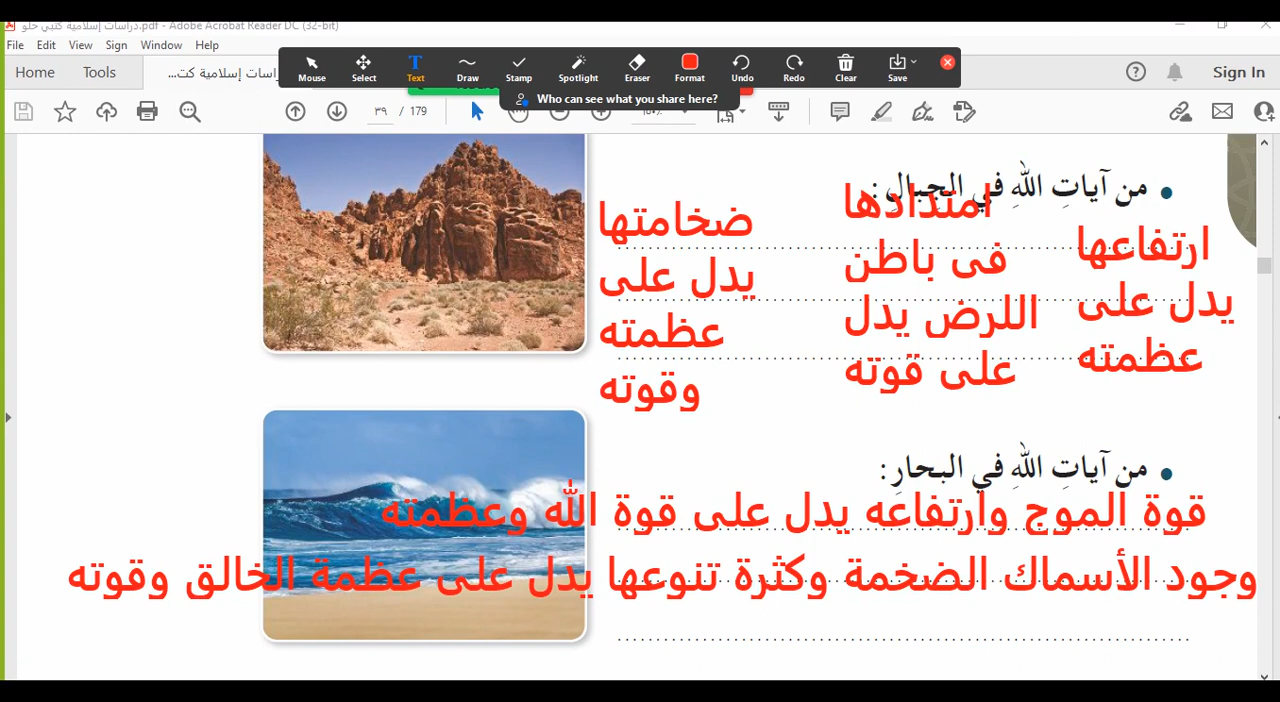 دراسات إسلامية كتبي حلو.pdf - Adobe Acrobat Reader DC (32-bit)
File Edit View Sign Window Help
Home Tools
Mouse Select Text Draw Stamp Spotlight Eraser Format Undo Redo Clear Save
Who can see what you share here?
Sign In
٣٩ / 179
من آياتِ اللهِ في الجِبالِ:
ارتفاعها
يدل على
عظمته
امتدادها
فى باطن
اللرض يدل
على قوته
ضخامتها
يدل على
عظمته
وقوته
من آياتِ اللهِ في البحارِ:
قوة الموج وارتفاعه يدل على قوة الله وعظمته
وجود الأسماك الضخمة وكثرة تنوعها يدل على عظمة الخالق وقوته